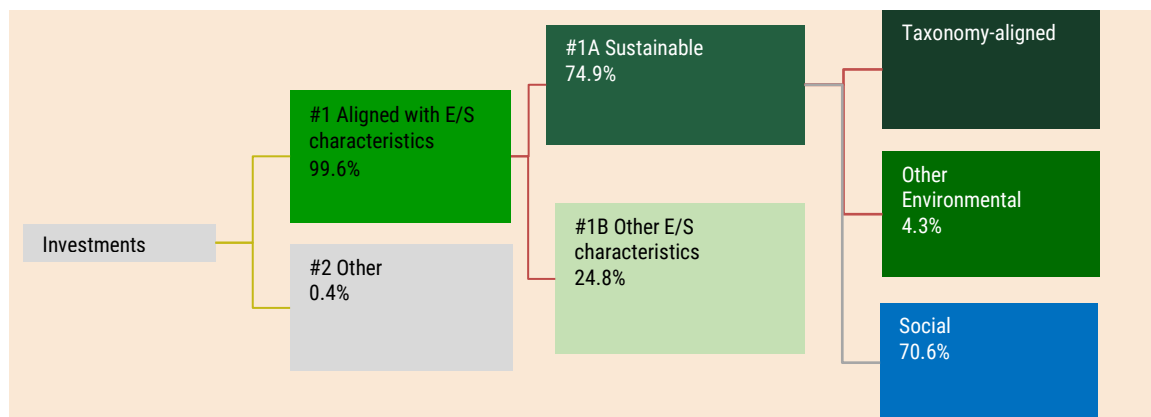 Investments
#1 Aligned with E/S
characteristics
99.6%
#2 Other
0.4%
#1A Sustainable
74.9%
#1B Other E/S
characteristics
24.8%
Taxonomy-aligned
Other
Environmental
4.3%
Social
70.6%